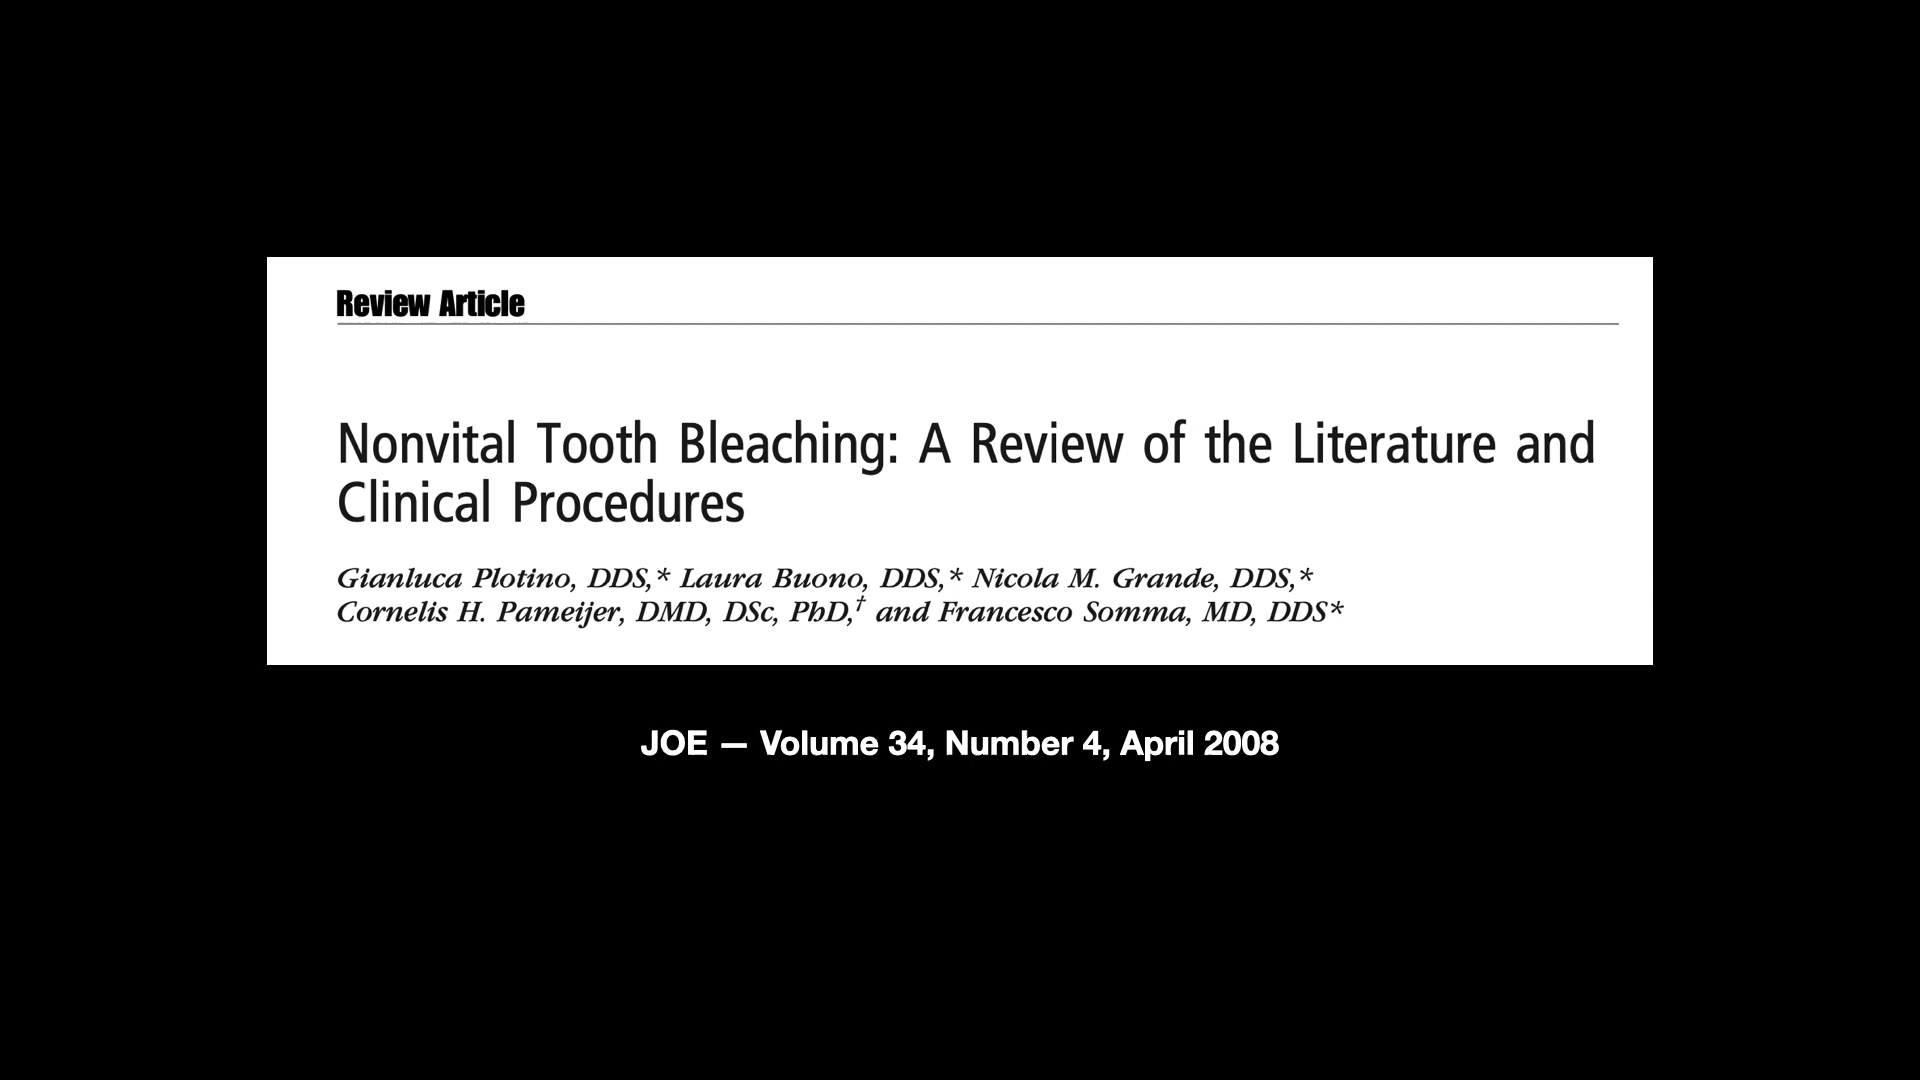 Review Article
Nonvital Tooth Bleaching: A Review of the Literature and
Clinical Procedures
Gianluca Plotino, DDS,* Laura Buono, DDS,* Nicola M. Grande, DDS,*
Cornelis H. Pameijer, DMD, DSc, PhD,† and Francesco Somma, MD, DDS*
JOE — Volume 34, Number 4, April 2008